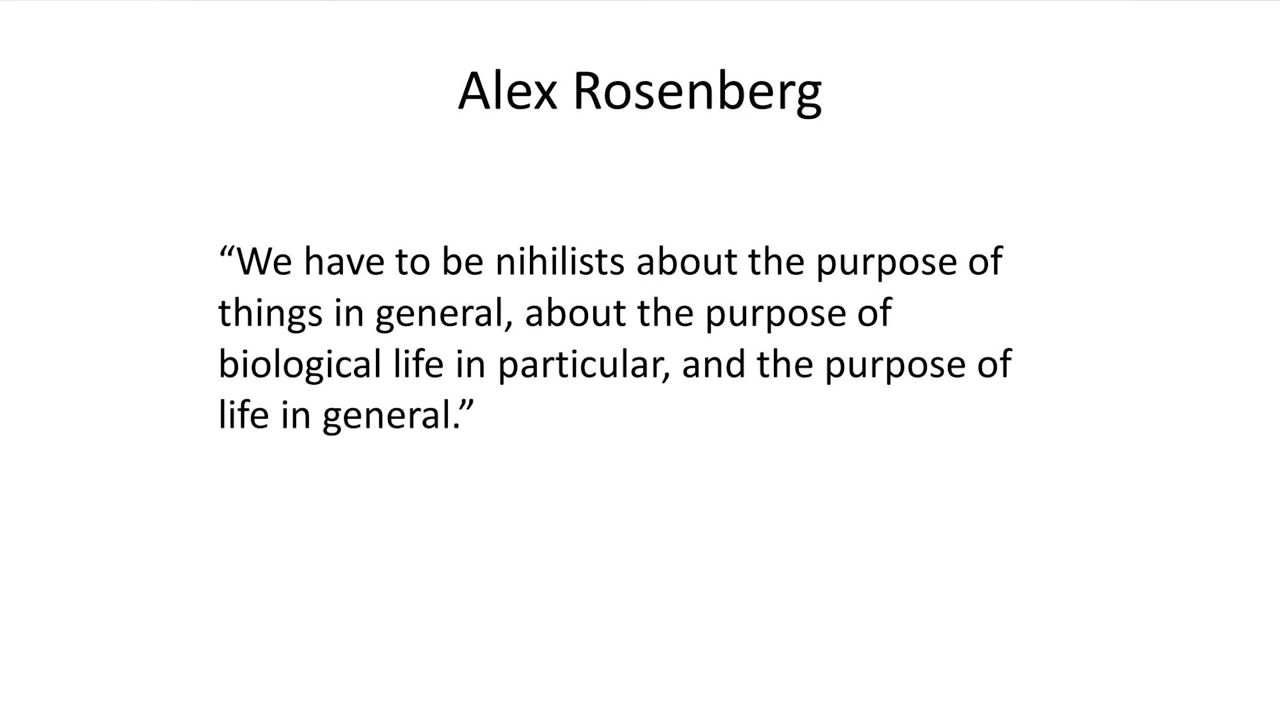 Alex Rosenberg
“We have to be nihilists about the purpose of
things in general, about the purpose of
biological life in particular, and the purpose of
life in general.”